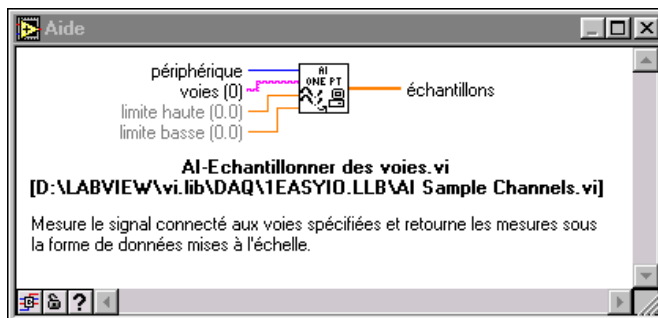 Aide
périphérique
voies (0)
limite haute (0.0)
limite basse (0.0)
AI
ONE PT
échantillons
AI-Echantillonner des voies.vi
[D:\LABVIEW\vi.lib\DAQ\1EASYIO.LLB\AI Sample Channels.vi]
Mesure le signal connecté aux voies spécifiées et retourne les mesures sous
la forme de données mises à l'échelle.
?